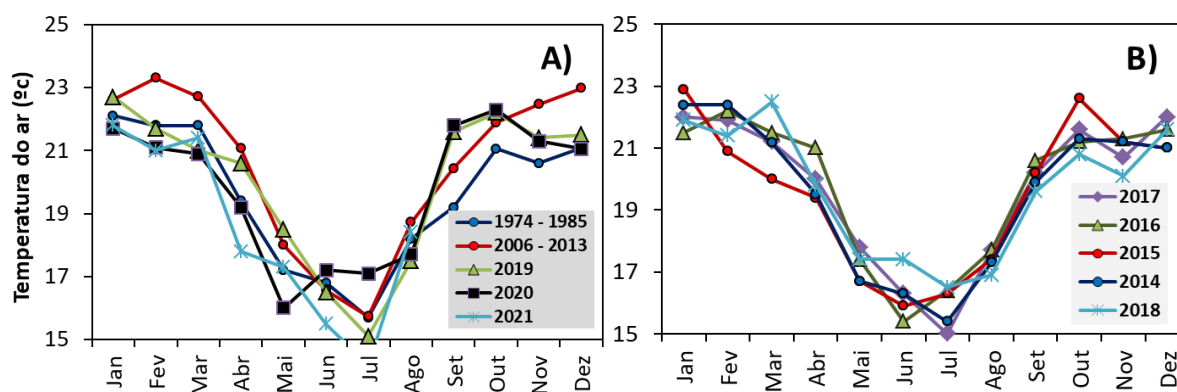 Temperatura do ar (ºc)
25
23
21
19
17
15
A)
1974 - 1985
2006 - 2013
2019
2020
2021
Jan
Fev
Mar
Abr
Mai
Jun
Jul
Ago
Set
Out
Nov
Dez
25
23
21
19
17
15
B)
2017
2016
2015
2014
2018
Jan
Fev
Mar
Abr
Mai
Jun
Jul
Ago
Set
Out
Nov
Dez